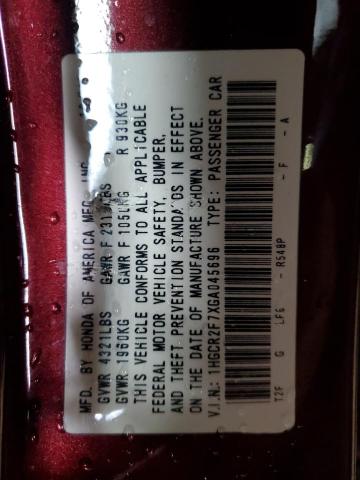 MFD. BY HONDA OF AMERICA MFG., INC.
GVWR 4321LBS GAWR F 2319LBS
GVWR 1960KG GAWR F 1050KG R 930KG
THIS VEHICLE CONFORMS TO ALL APPLICABLE
FEDERAL MOTOR VEHICLE SAFETY, BUMPER,
AND THEFT PREVENTION STANDARDS IN EFFECT
ON THE DATE OF MANUFACTURE SHOWN ABOVE.
V.I.N.: 1HGCR2F7XGA045696 TYPE: PASSENGER CAR
T2F G LFG - R548P - F - A